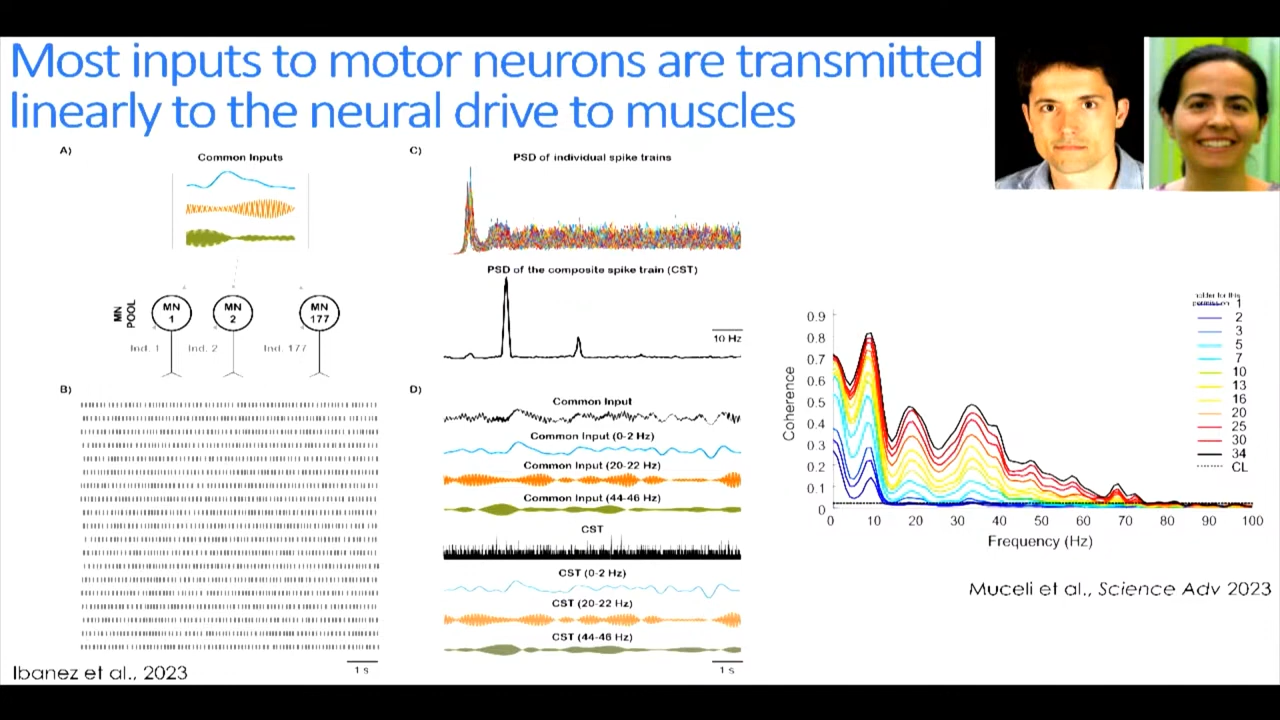 Most inputs to motor neurons are transmitted
linearly to the neural drive to muscles
A)
Common Inputs
MN POOL
MN 1
MN 2
MN 177
Ind. 1
Ind. 2
Ind. 177
B)
1 s
Ibanez et al., 2023
C)
PSD of individual spike trains
PSD of the composite spike train (CST)
10 Hz
D)
Common Input
Common Input (0-2 Hz)
Common Input (20-22 Hz)
Common Input (44-46 Hz)
CST
CST (0-2 Hz)
CST (20-22 Hz)
CST (44-46 Hz)
1 s
holder for this
1
2
3
5
7
10
13
16
20
25
30
34
CL
Coherence
0.9
0.8
0.7
0.6
0.5
0.4
0.3
0.2
0.1
0
0 10 20 30 40 50 60 70 80 90 100
Frequency (Hz)
Muceli et al., Science Adv 2023